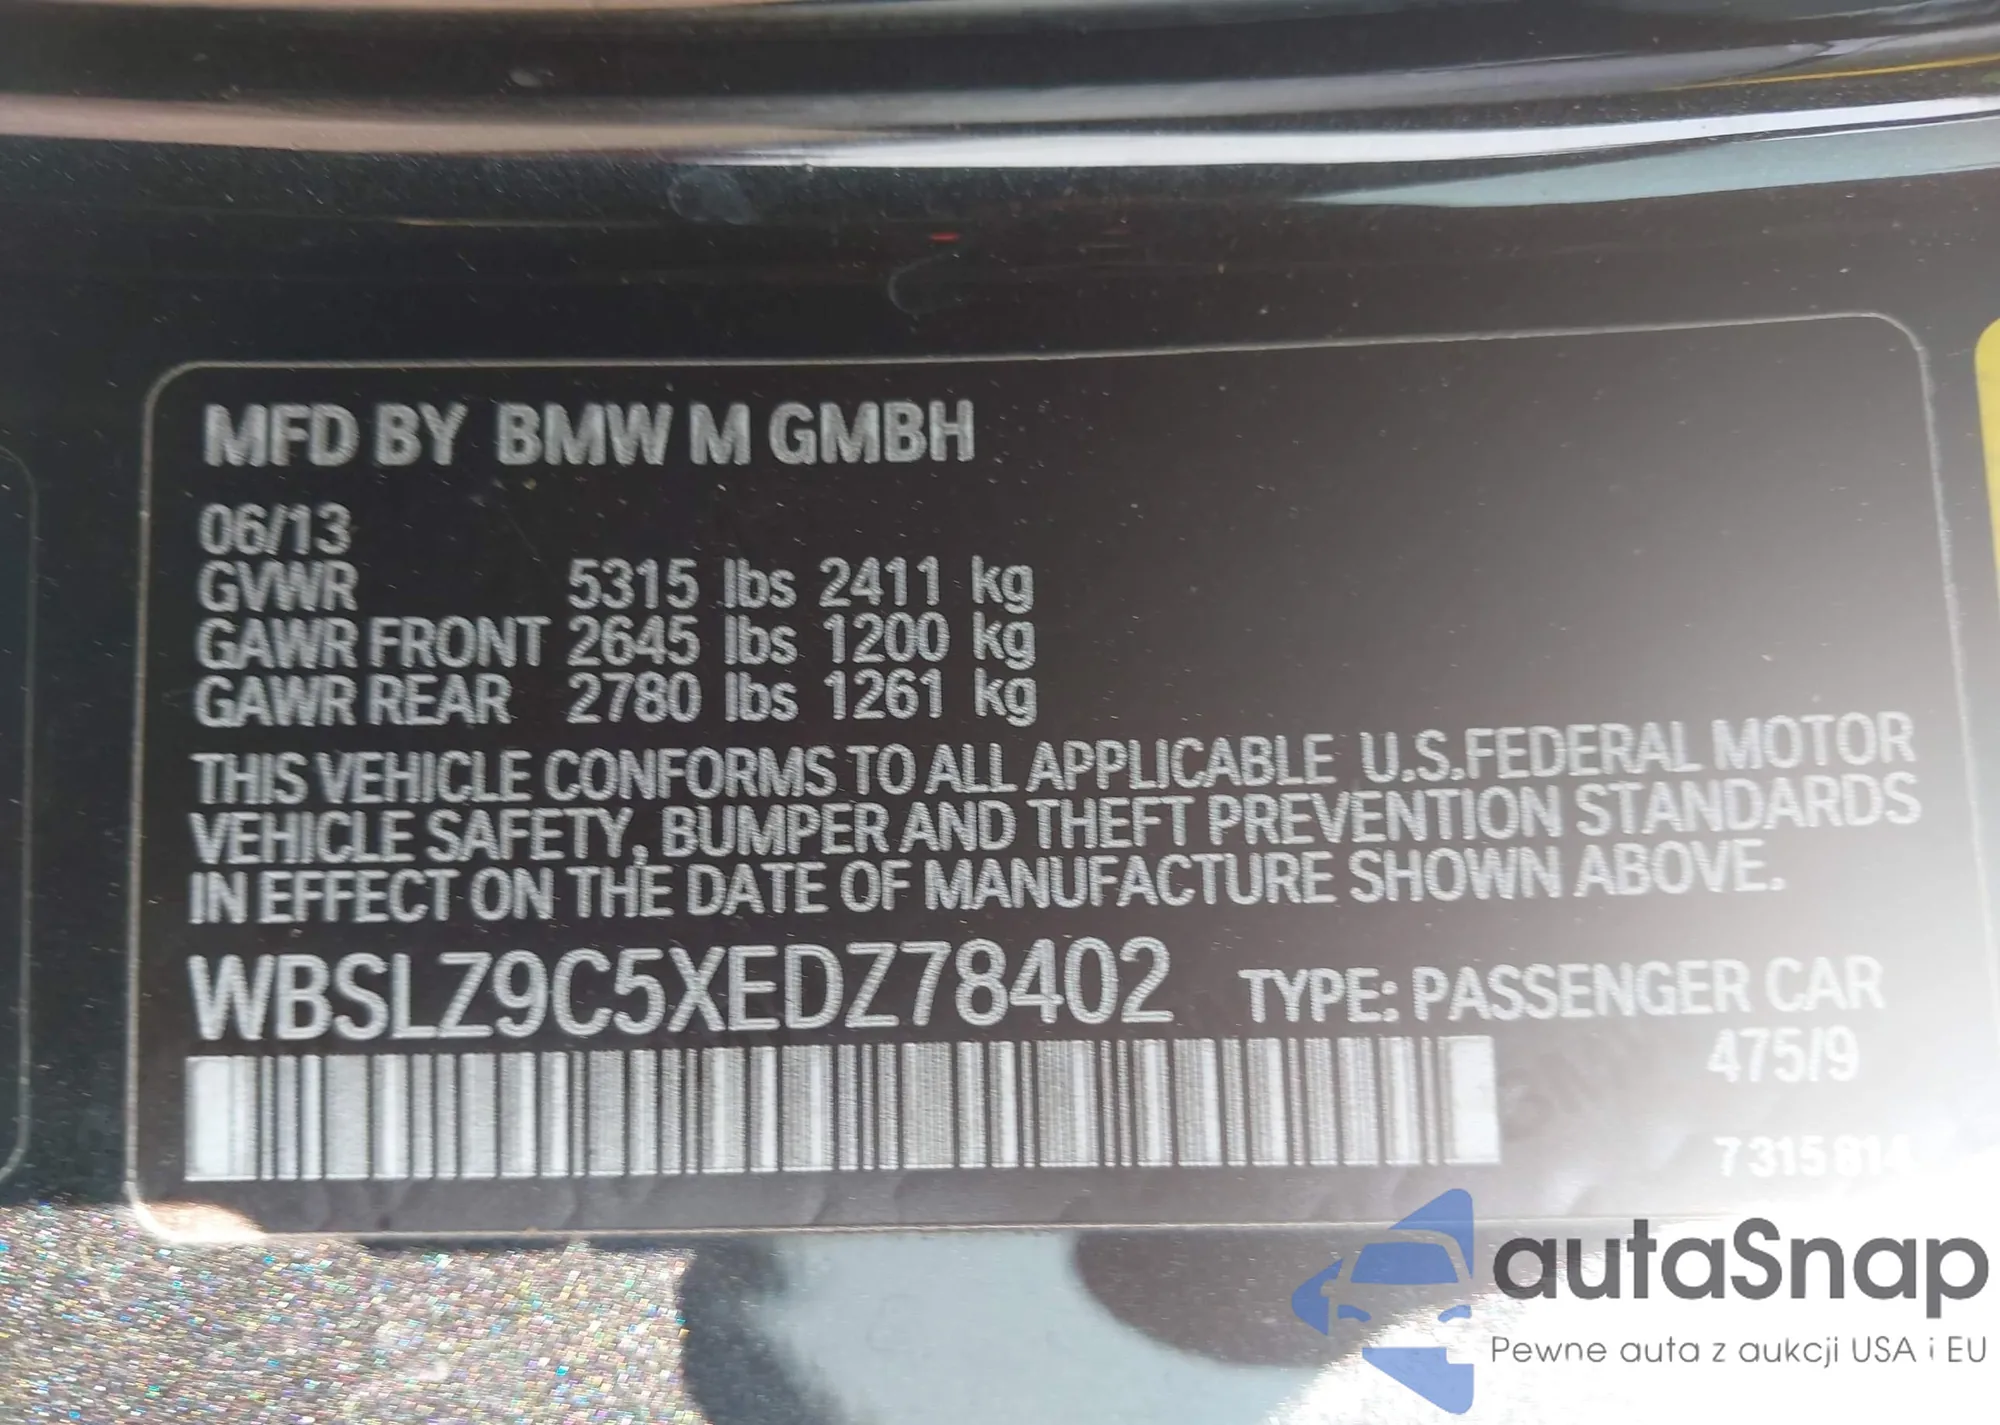 MFD BY BMW M GMBH
06/13
GVWR 5315 lbs 2411 kg
GAWR FRONT 2645 lbs 1200 kg
GAWR REAR 2780 lbs 1261 kg
THIS VEHICLE CONFORMS TO ALL APPLICABLE U.S.FEDERAL MOTOR
VEHICLE SAFETY, BUMPER AND THEFT PREVENTION STANDARDS
IN EFFECT ON THE DATE OF MANUFACTURE SHOWN ABOVE.
WBSLZ9C5XEDZ78402 TYPE: PASSENGER CAR
475/9
7315814
autaSnap
Pewne auta z aukcji USA i EU